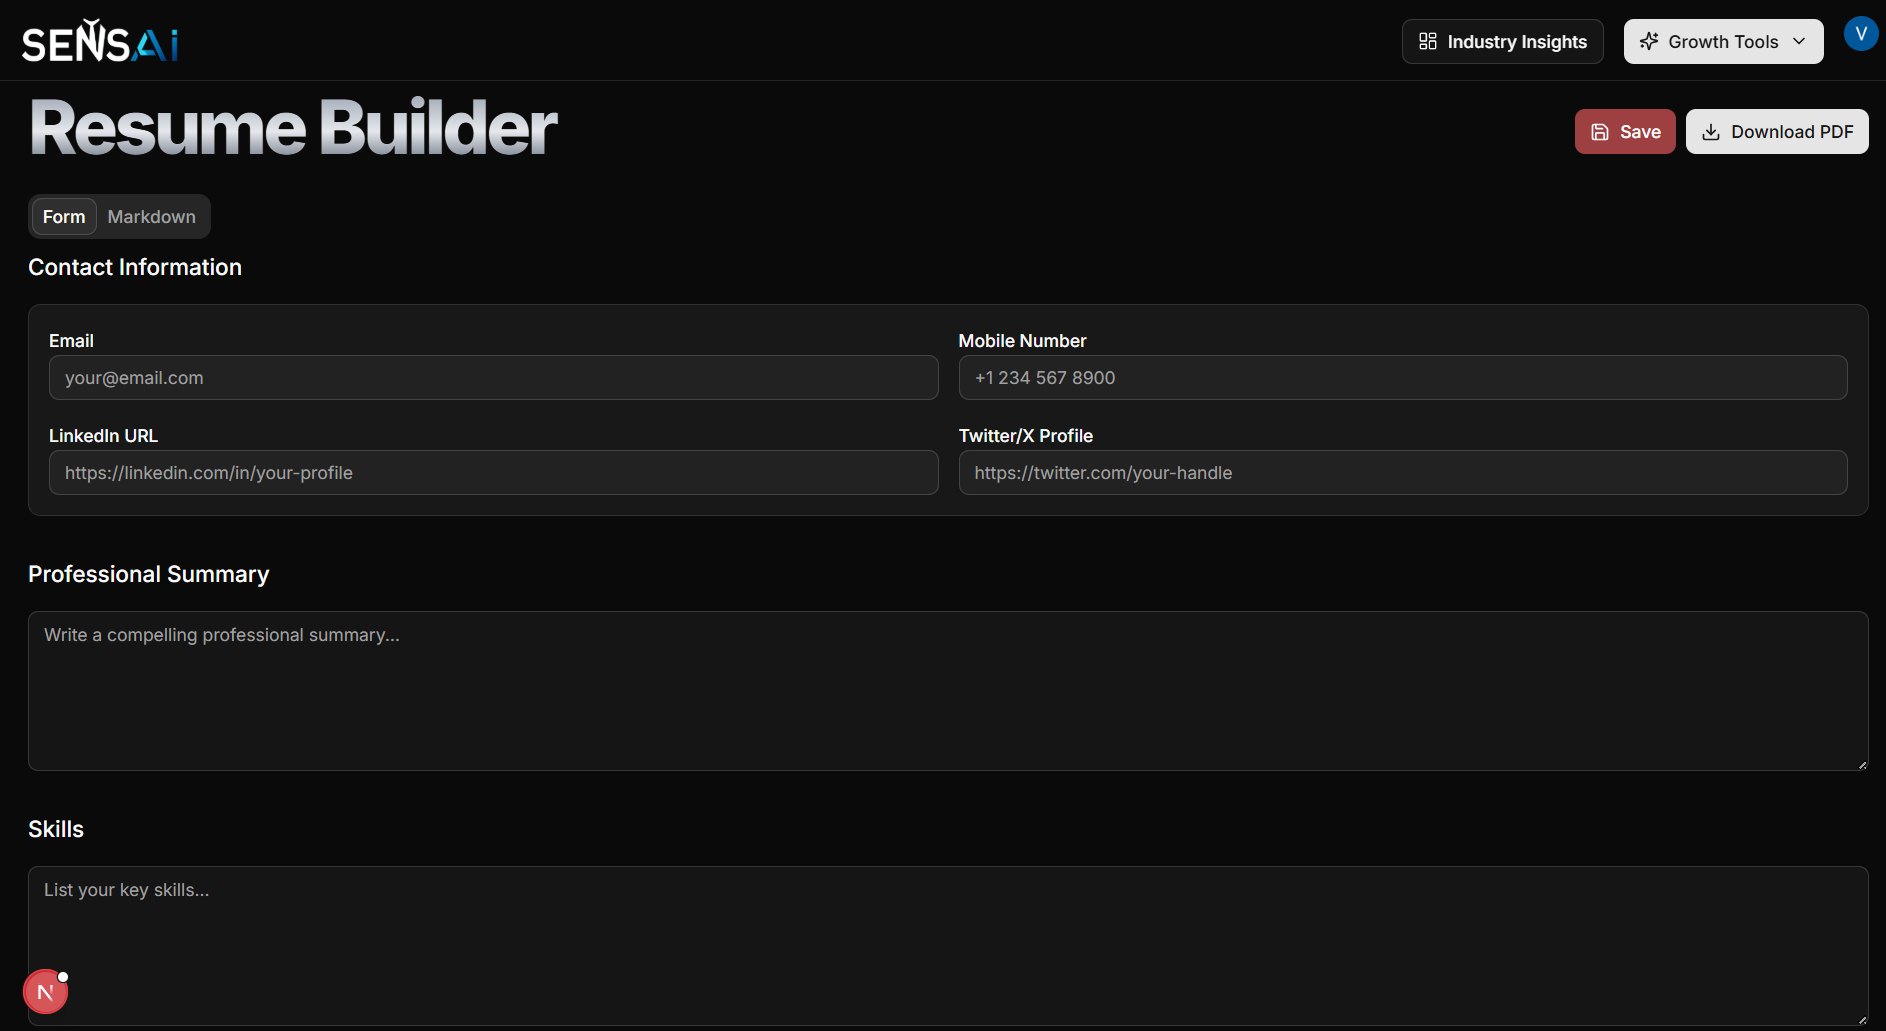 SENSAi
Industry Insights
Growth Tools
V
Resume Builder
Save
Download PDF
Form
Markdown
Contact Information
Email
Mobile Number
your@email.com
+1 234 567 8900
LinkedIn URL
Twitter/X Profile
https://linkedin.com/in/your-profile
https://twitter.com/your-handle
Professional Summary
Write a compelling professional summary...
Skills
List your key skills...
N